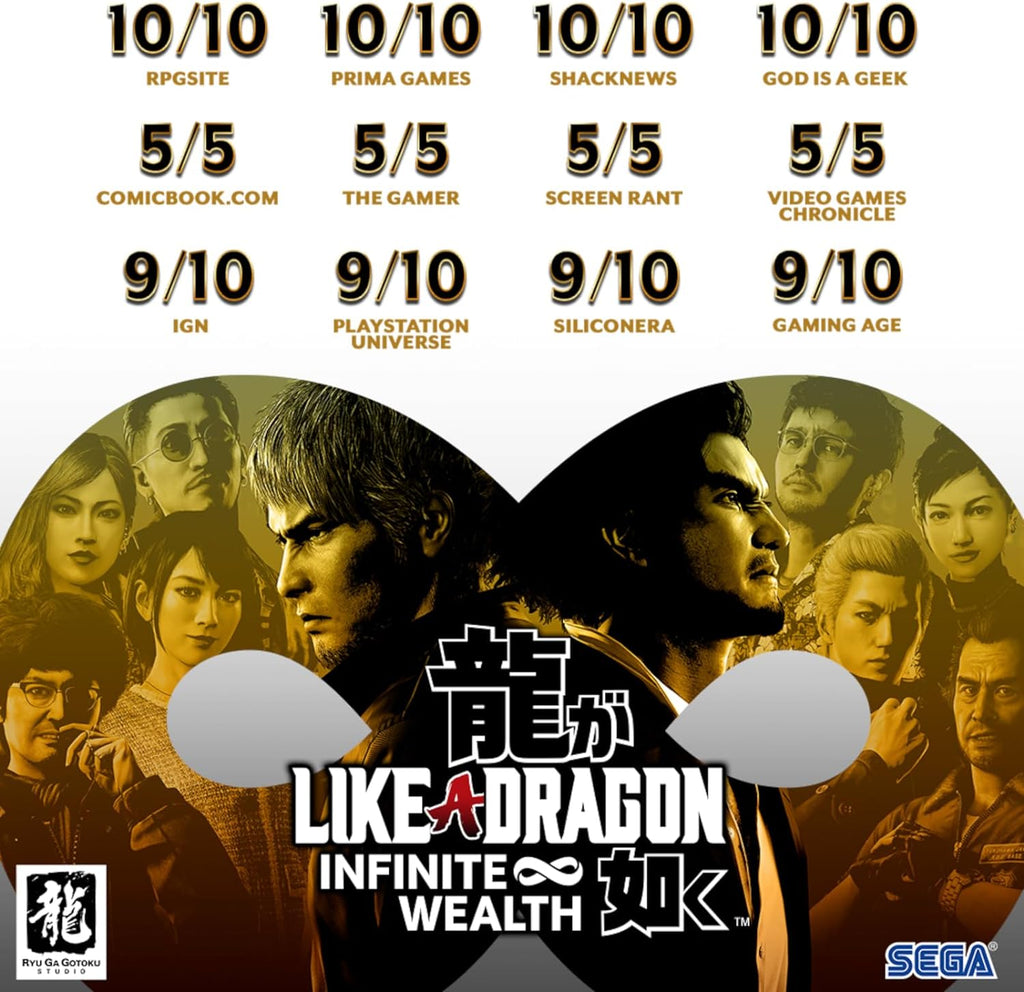 10/10 10/10 10/10 10/10
RPGSITE PRIMA GAMES SHACKNEWS GOD IS A GEEK
5/5 5/5 5/5 5/5
COMICBOOK.COM THE GAMER SCREEN RANT VIDEO GAMES
CHRONICLE
9/10 9/10 9/10 9/10
IGN PLAYSTATION SILICONERA GAMING AGE
UNIVERSE
龍が
LIKE A DRAGON
INFINITE ∞
WEALTH 如く ™
龍
RYU GA GOTOKU
STUDIO
SEGA®